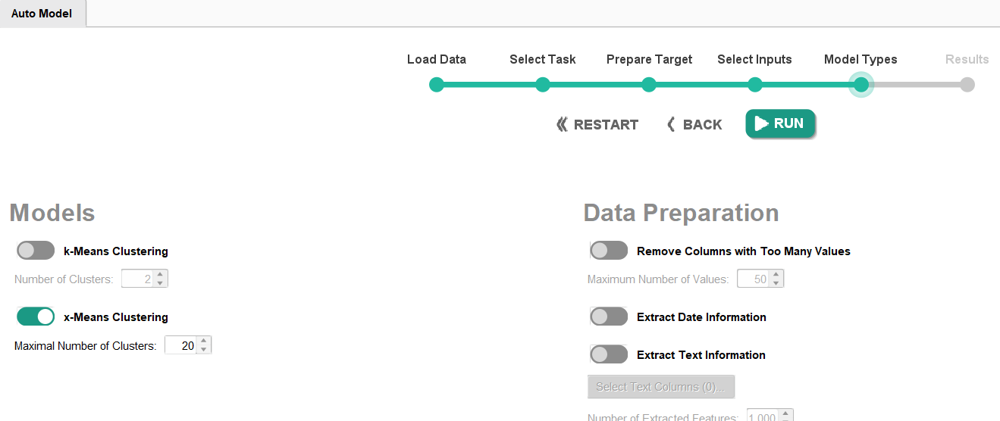 Auto Model
Load Data Select Task Prepare Target Select Inputs Model Types Results
RESTART BACK RUN
Models
k-Means Clustering
Number of Clusters: 2
x-Means Clustering
Maximal Number of Clusters: 20
Data Preparation
Remove Columns with Too Many Values
Maximum Number of Values: 50
Extract Date Information
Extract Text Information
Select Text Columns (0)...
Number of Extracted Features: 1,000